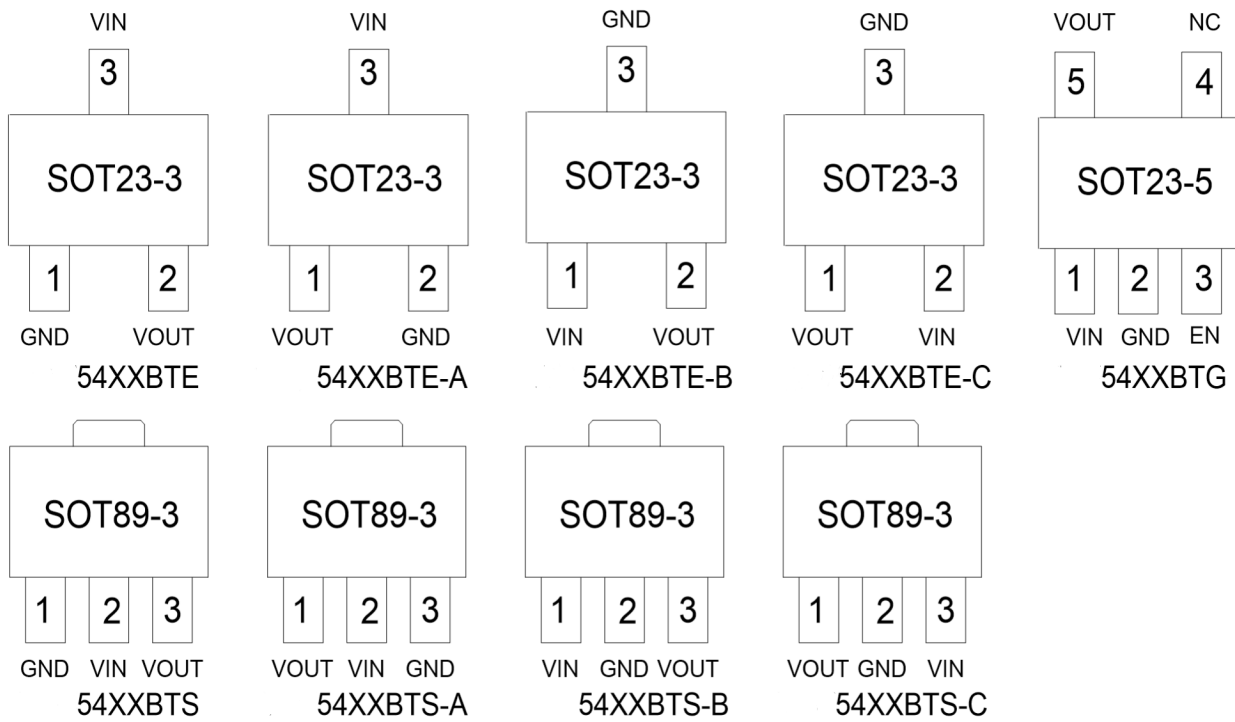 VIN VIN GND GND VOUT NC
3 3 3 3 5 4
SOT23-3 SOT23-3 SOT23-3 SOT23-3 SOT23-5
1 2 1 2 1 2 1 2 1 2 3
GND VOUT VOUT GND VIN VOUT VOUT VIN VIN GND EN
54XXBTE 54XXBTE-A 54XXBTE-B 54XXBTE-C 54XXBTG
SOT89-3 SOT89-3 SOT89-3 SOT89-3
1 2 3 1 2 3 1 2 3 1 2 3
GND VIN VOUT VOUT VIN GND VIN GND VOUT VOUT GND VIN
54XXBTS 54XXBTS-A 54XXBTS-B 54XXBTS-C